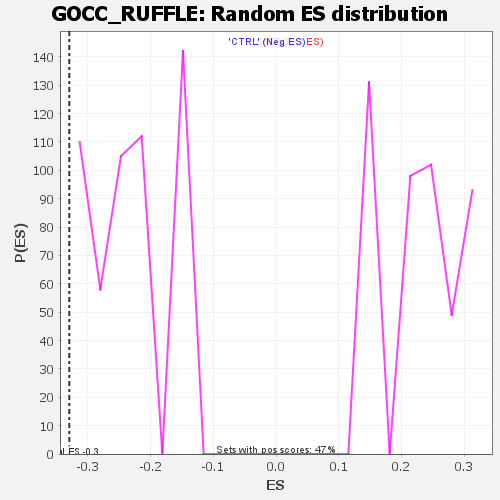 GOCC_RUFFLE: Random ES distribution
'CTRL' (Neg ES) ES)
140
130
120
110
100
90
80
70
60
50
40
30
20
10
0
P(ES)
ES -0.3
Sets with pos scores: 47%
-0.3 -0.2 -0.1 0.0 0.1 0.2 0.3
ES